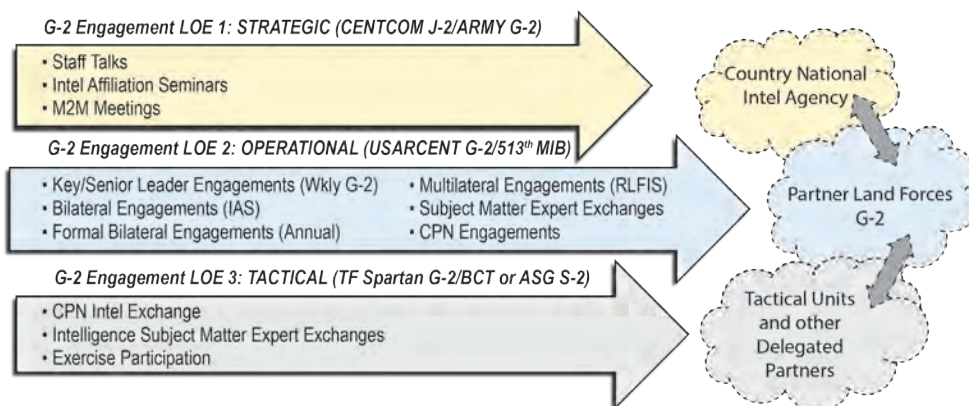 G-2 Engagement LOE 1: STRATEGIC (CENTCOM J-2/ARMY G-2)
• Staff Talks
• Intel Affiliation Seminars
• M2M Meetings
Country National
Intel Agency
G-2 Engagement LOE 2: OPERATIONAL (USARCENT G-2/513th MIB)
• Key/Senior Leader Engagements (Wkly G-2)
• Bilateral Engagements (IAS)
• Formal Bilateral Engagements (Annual)
• Multilateral Engagements (RLFIS)
• Subject Matter Expert Exchanges
• CPN Engagements
Partner Land Forces
G-2
G-2 Engagement LOE 3: TACTICAL (TF Spartan G-2/BCT or ASG S-2)
• CPN Intel Exchange
• Intelligence Subject Matter Expert Exchanges
• Exercise Participation
Tactical Units
and other
Delegated
Partners